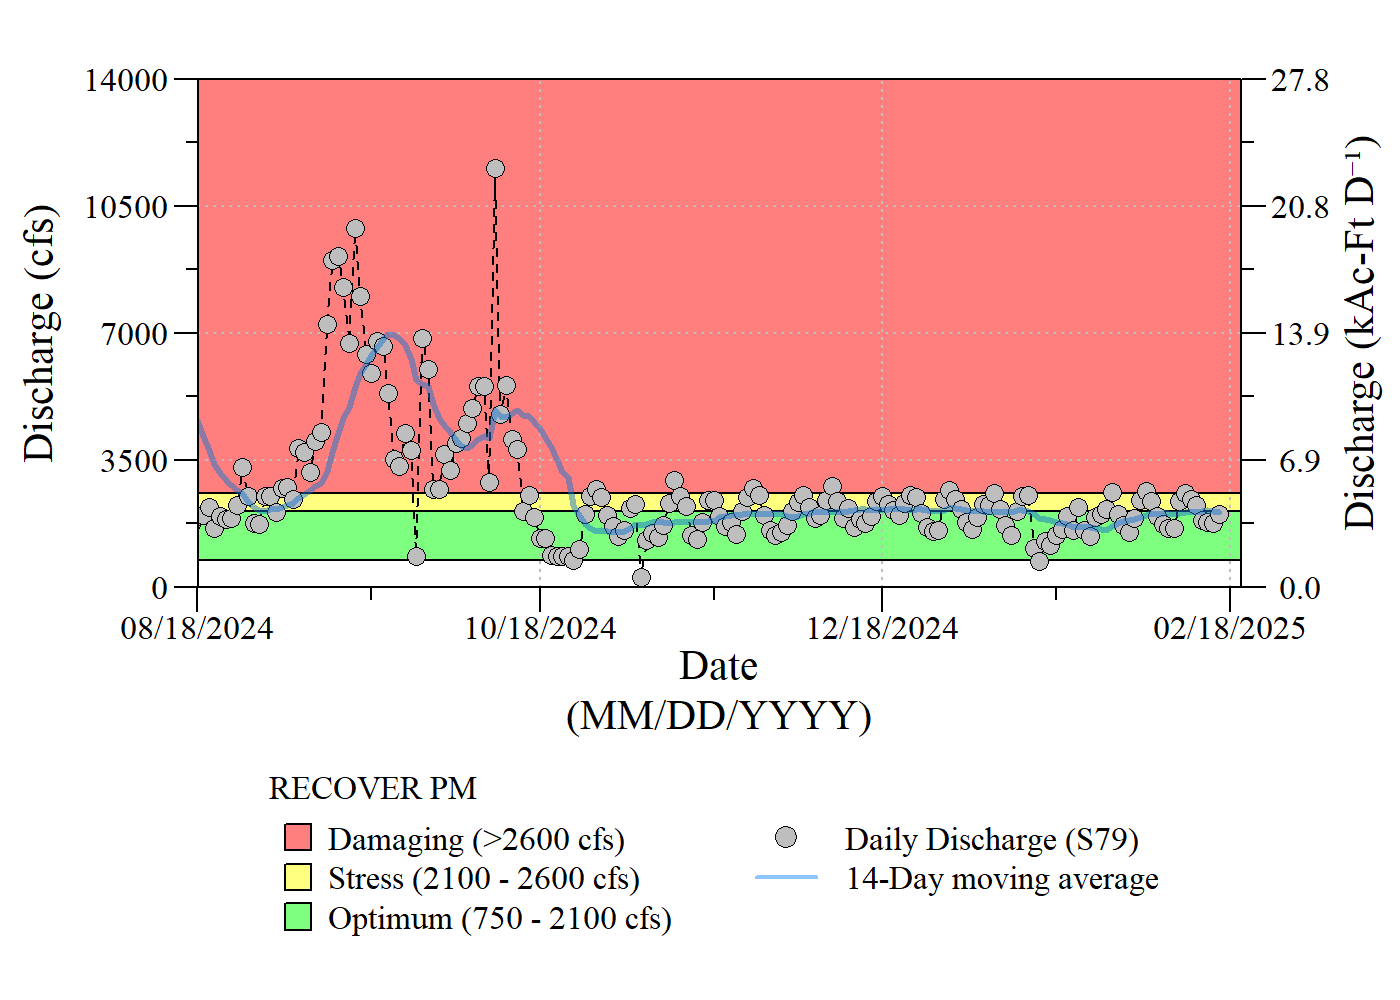 14000
10500
7000
3500
0
Discharge (cfs)
27.8
20.8
13.9
6.9
0.0
Discharge (kAc-Ft D⁻¹)
08/18/2024
10/18/2024
12/18/2024
02/18/2025
Date
(MM/DD/YYYY)
RECOVER PM
Damaging (>2600 cfs)
Stress (2100 - 2600 cfs)
Optimum (750 - 2100 cfs)
Daily Discharge (S79)
14-Day moving average